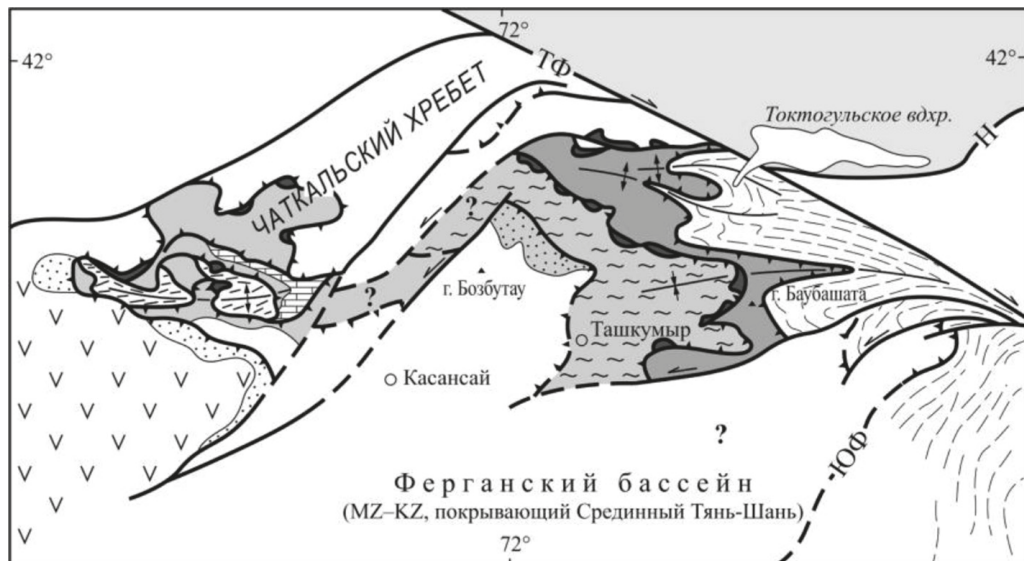 72°
42°
42°
ТФ
ЧАТКАЛЬСКИЙ ХРЕБЕТ
Токтогульское вдхр.
Н
?
?
г. Бозбутау
г. Баубашата
Ташкумыр
Касансай
?
ЮФ
Ферганский бассейн
(MZ–KZ, покрывающий Срединный Тянь-Шань)
72°